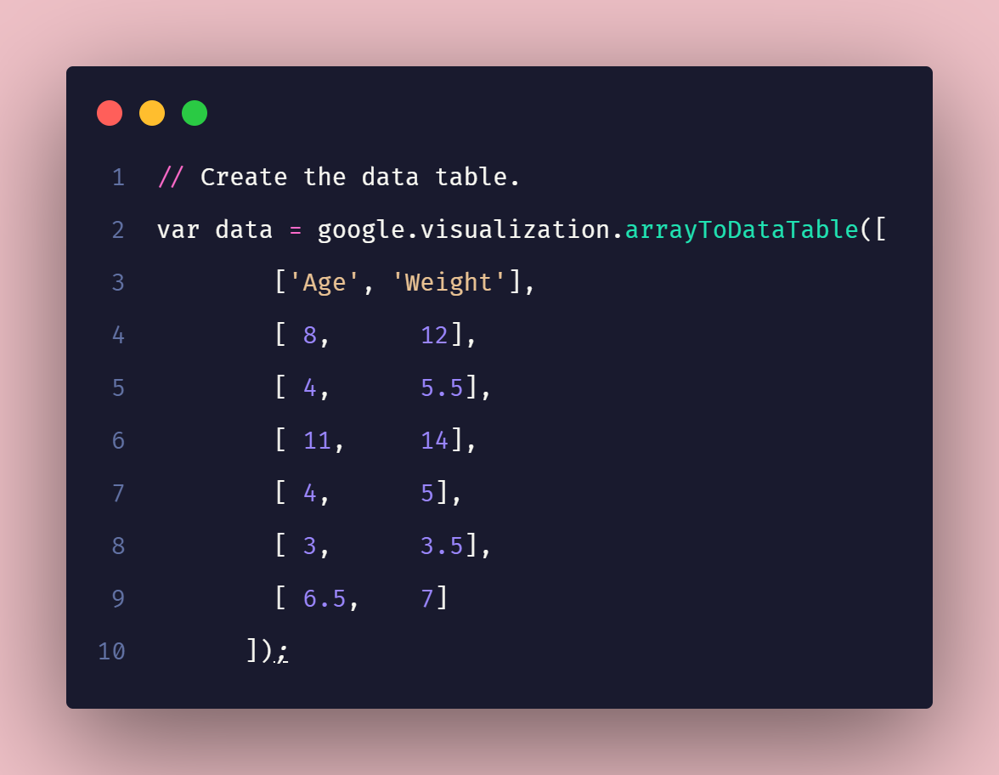 1 // Create the data table.
2 var data = google.visualization.arrayToDataTable([
3         ['Age', 'Weight'],
4         [ 8,      12],
5         [ 4,      5.5],
6         [ 11,     14],
7         [ 4,      5],
8         [ 3,      3.5],
9         [ 6.5,    7]
10       ]);